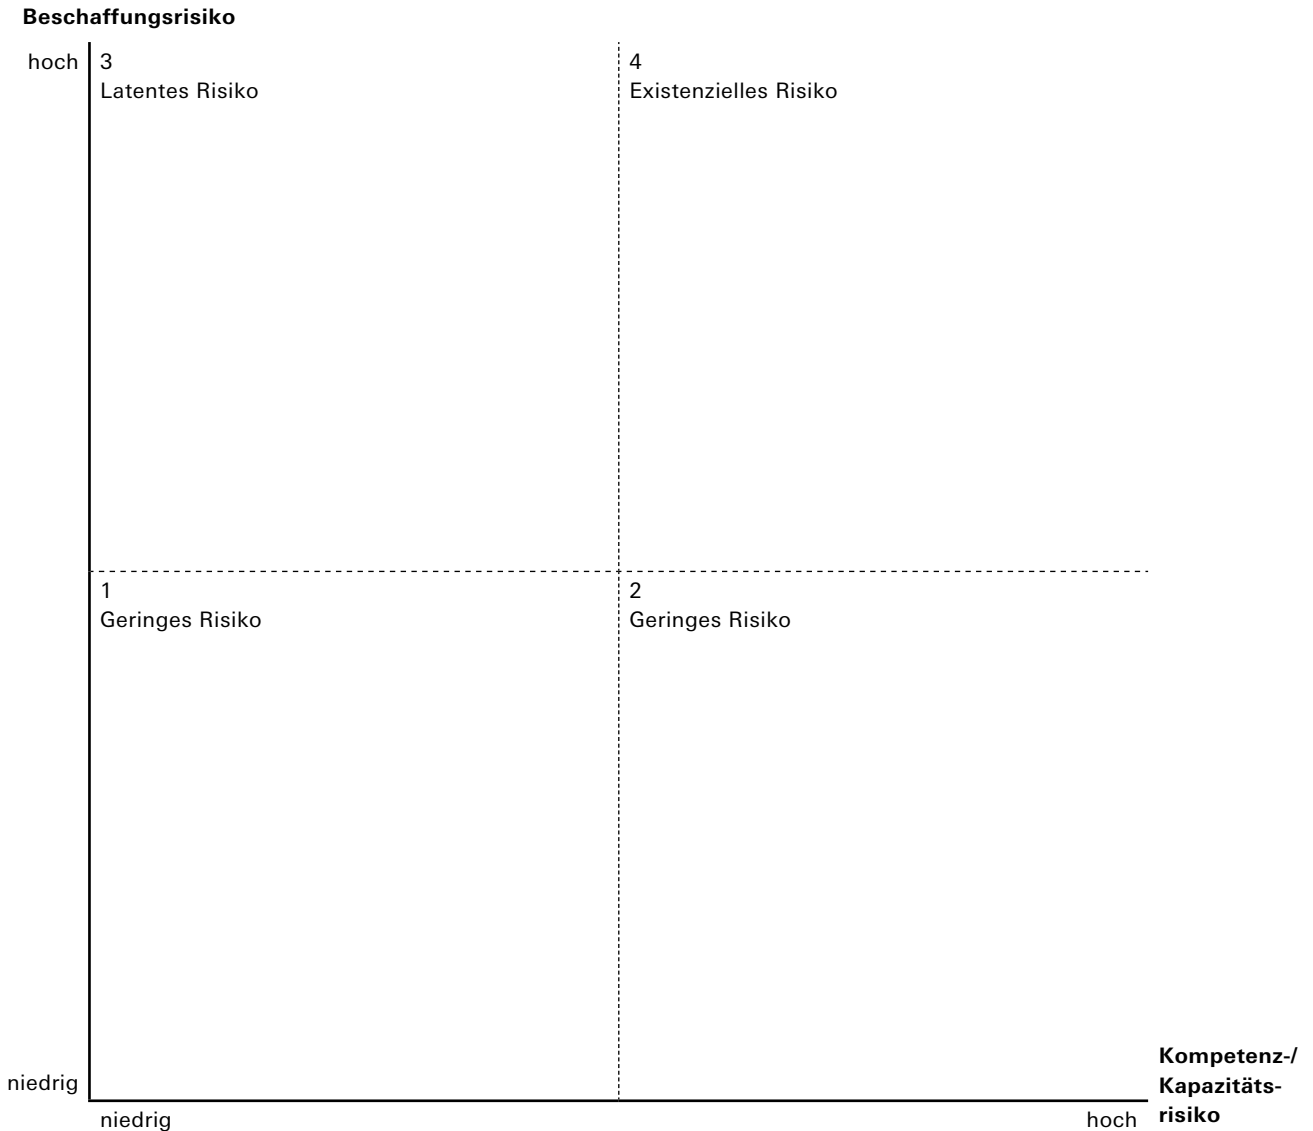 Beschaffungsrisiko
hoch
3
Latentes Risiko
4
Existenzielles Risiko
1
Geringes Risiko
2
Geringes Risiko
niedrig
niedrig
hoch
Kompetenz-/
Kapazitäts-
risiko